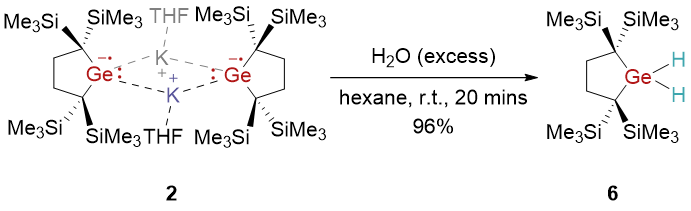 Me3Si SiMe3 THF Me3Si SiMe3 Me3Si SiMe3
K
+
Ge –• : : Ge –• H2O (excess) Ge H
+
K hexane, r.t., 20 mins H
Me3Si SiMe3 THF Me3Si SiMe3 96% Me3Si SiMe3
2 6